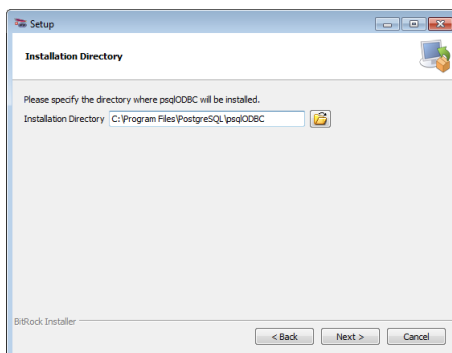 Setup
Installation Directory
Please specify the directory where psqlODBC will be installed.
Installation Directory C:\Program Files\PostgreSQL\psqlODBC
BitRock Installer
< Back Next > Cancel